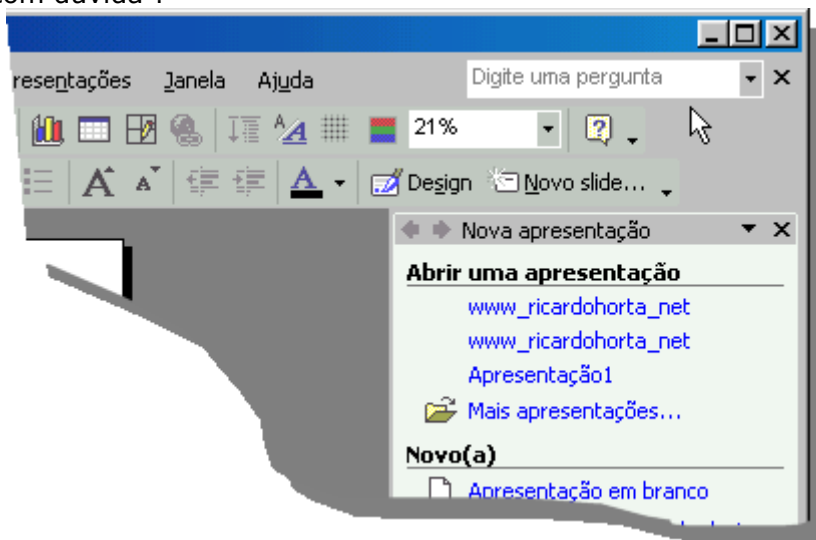 com dúvida".
resentações Janela Ajuda Digite uma pergunta
21%
Design Novo slide...
Nova apresentação
Abrir uma apresentação
www_ricardohorta_net
www_ricardohorta_net
Apresentação1
Mais apresentações...
Novo(a)
Apresentação em branco